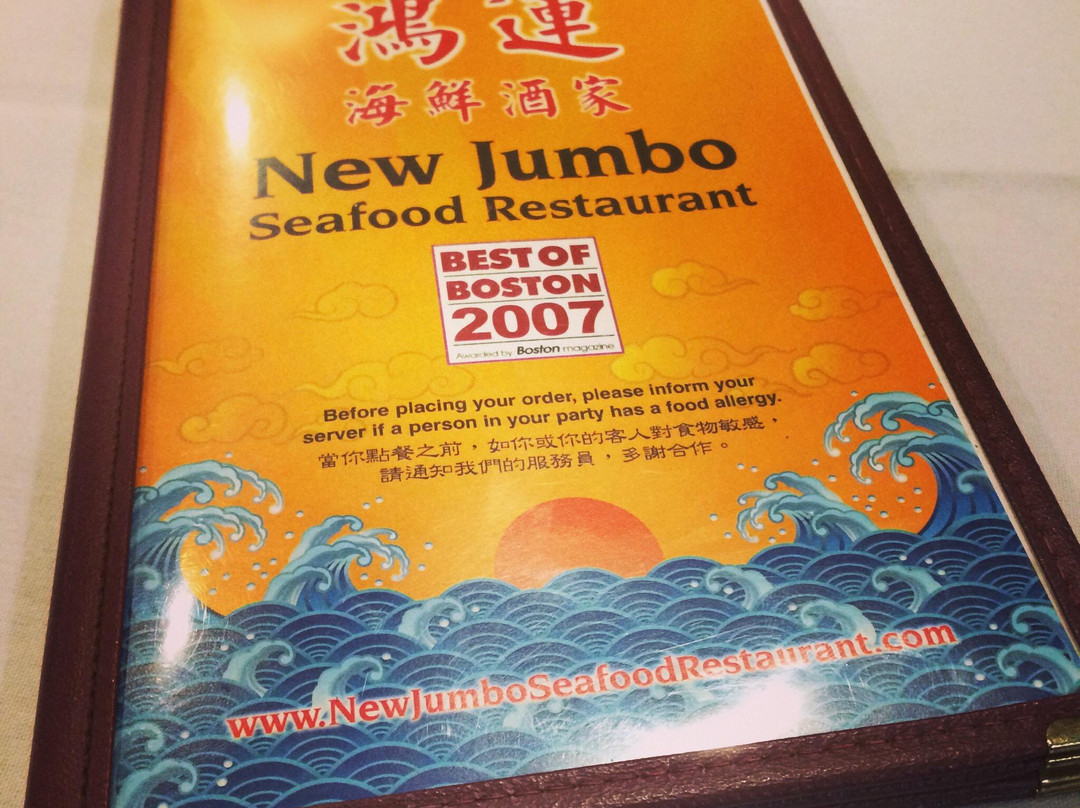 鴻運
海鮮酒家
New Jumbo
Seafood Restaurant
BEST OF
BOSTON
2007
Awarded by Boston magazine
Before placing your order, please inform your
server if a person in your party has a food allergy.
當你點餐之前，如你或你的客人對食物敏感，
請通知我們的服務員，多謝合作。
www.NewJumboSeafoodRestaurant.com